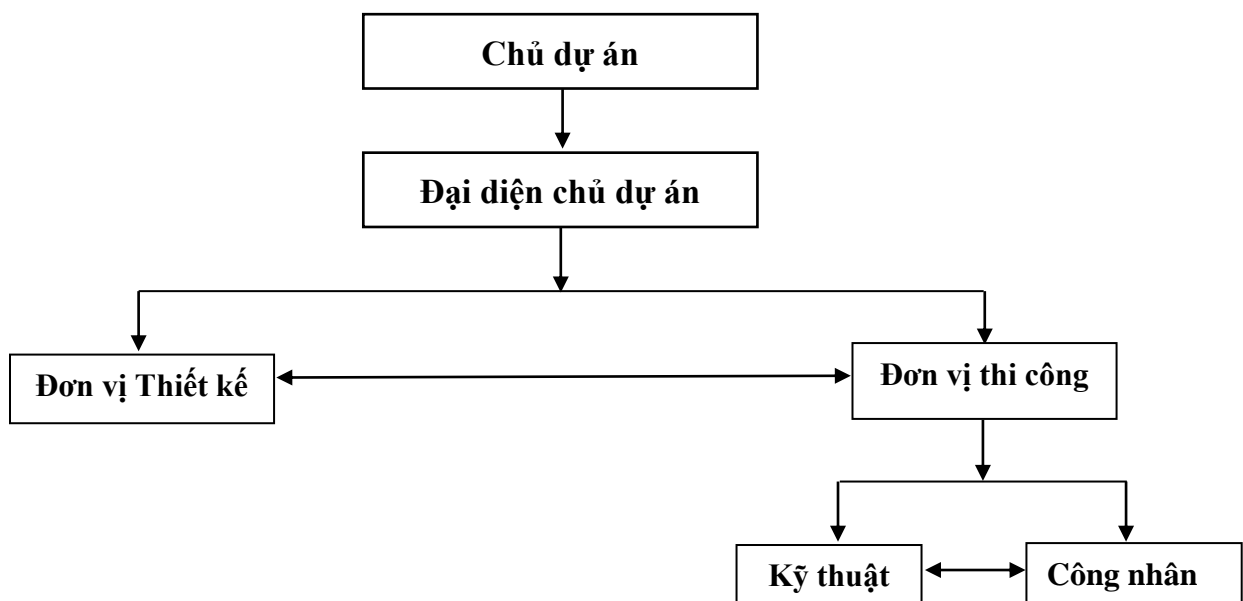 Chủ dự án
Đại diện chủ dự án
Đơn vị Thiết kế
Đơn vị thi công
Kỹ thuật
Công nhân